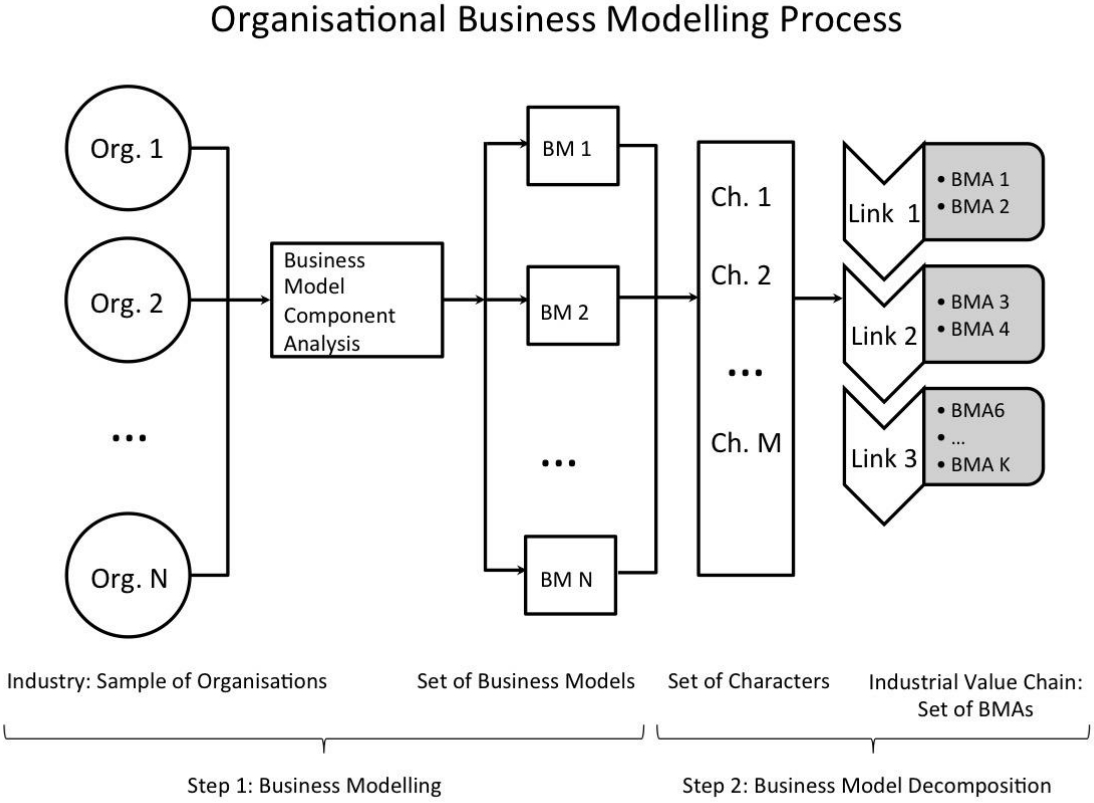 Organisational Business Modelling Process
Org. 1
Org. 2
...
Org. N
Business
Model
Component
Analysis
BM 1
BM 2
...
BM N
Ch. 1
Ch. 2
...
Ch. M
Link 1
• BMA 1
• BMA 2
Link 2
• BMA 3
• BMA 4
Link 3
• BMA6
• ...
• BMA K
Industry: Sample of Organisations
Set of Business Models
Set of Characters
Industrial Value Chain:
Set of BMAs
Step 1: Business Modelling
Step 2: Business Model Decomposition